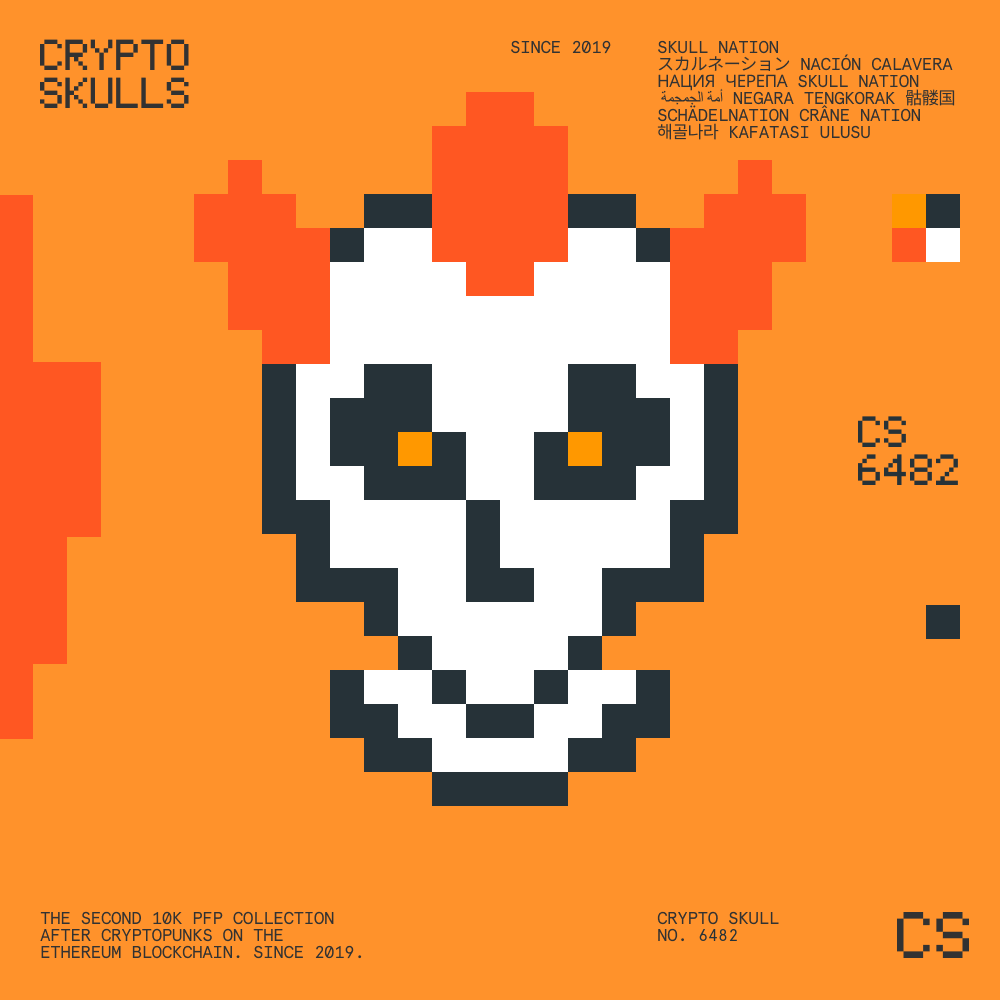 CRYPTO
SKULLS
SINCE 2019
SKULL NATION
スカルネーション NACIÓN CALAVERA
НАЦИЯ ЧЕРЕПА SKULL NATION
أمة الجمجمة NEGARA TENGKORAK 骷髅国
SCHÄDELNATION CRÂNE NATION
해골나라 KAFATASI ULUSU
CS
6482
THE SECOND 10K PFP COLLECTION
AFTER CRYPTOPUNKS ON THE
ETHEREUM BLOCKCHAIN. SINCE 2019.
CRYPTO SKULL
NO. 6482
CS